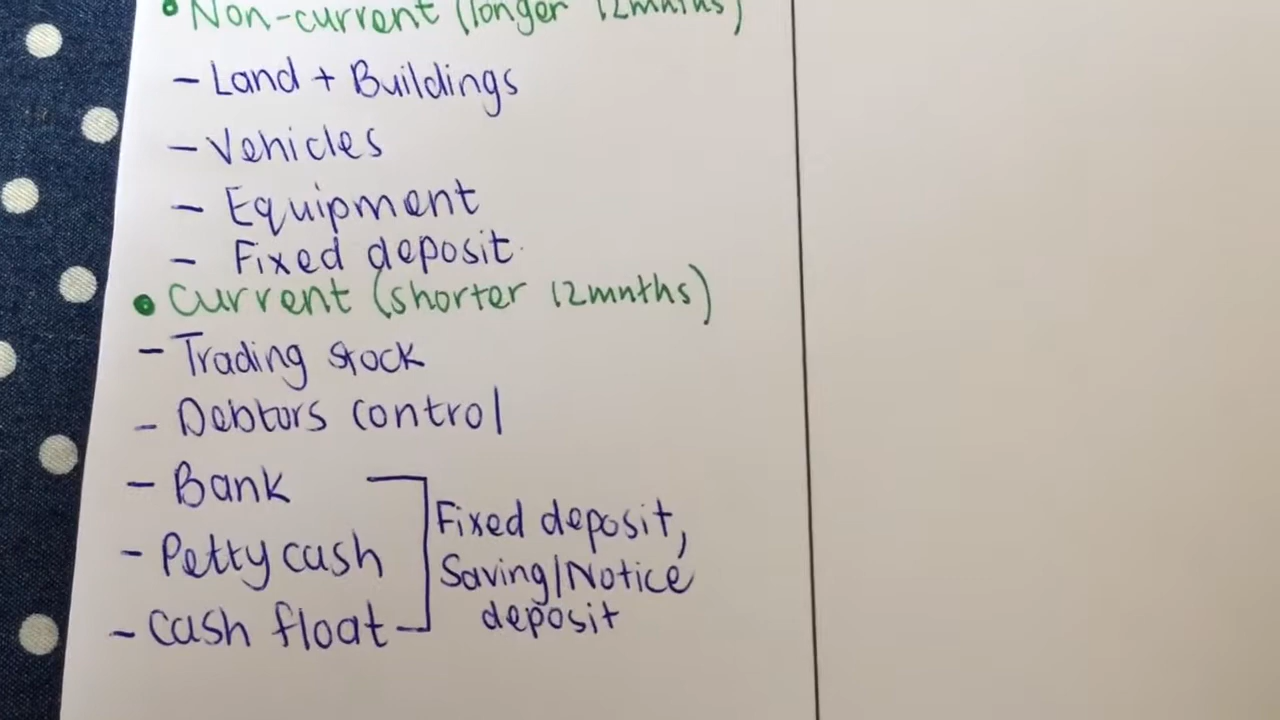 • Non-current (longer 12mnths)
- Land + Buildings
- Vehicles
- Equipment
- Fixed deposit
• Current (shorter 12mnths)
- Trading stock
- Debtors control
- Bank
- Petty cash
- Cash float
Fixed deposit,
Saving/Notice
deposit